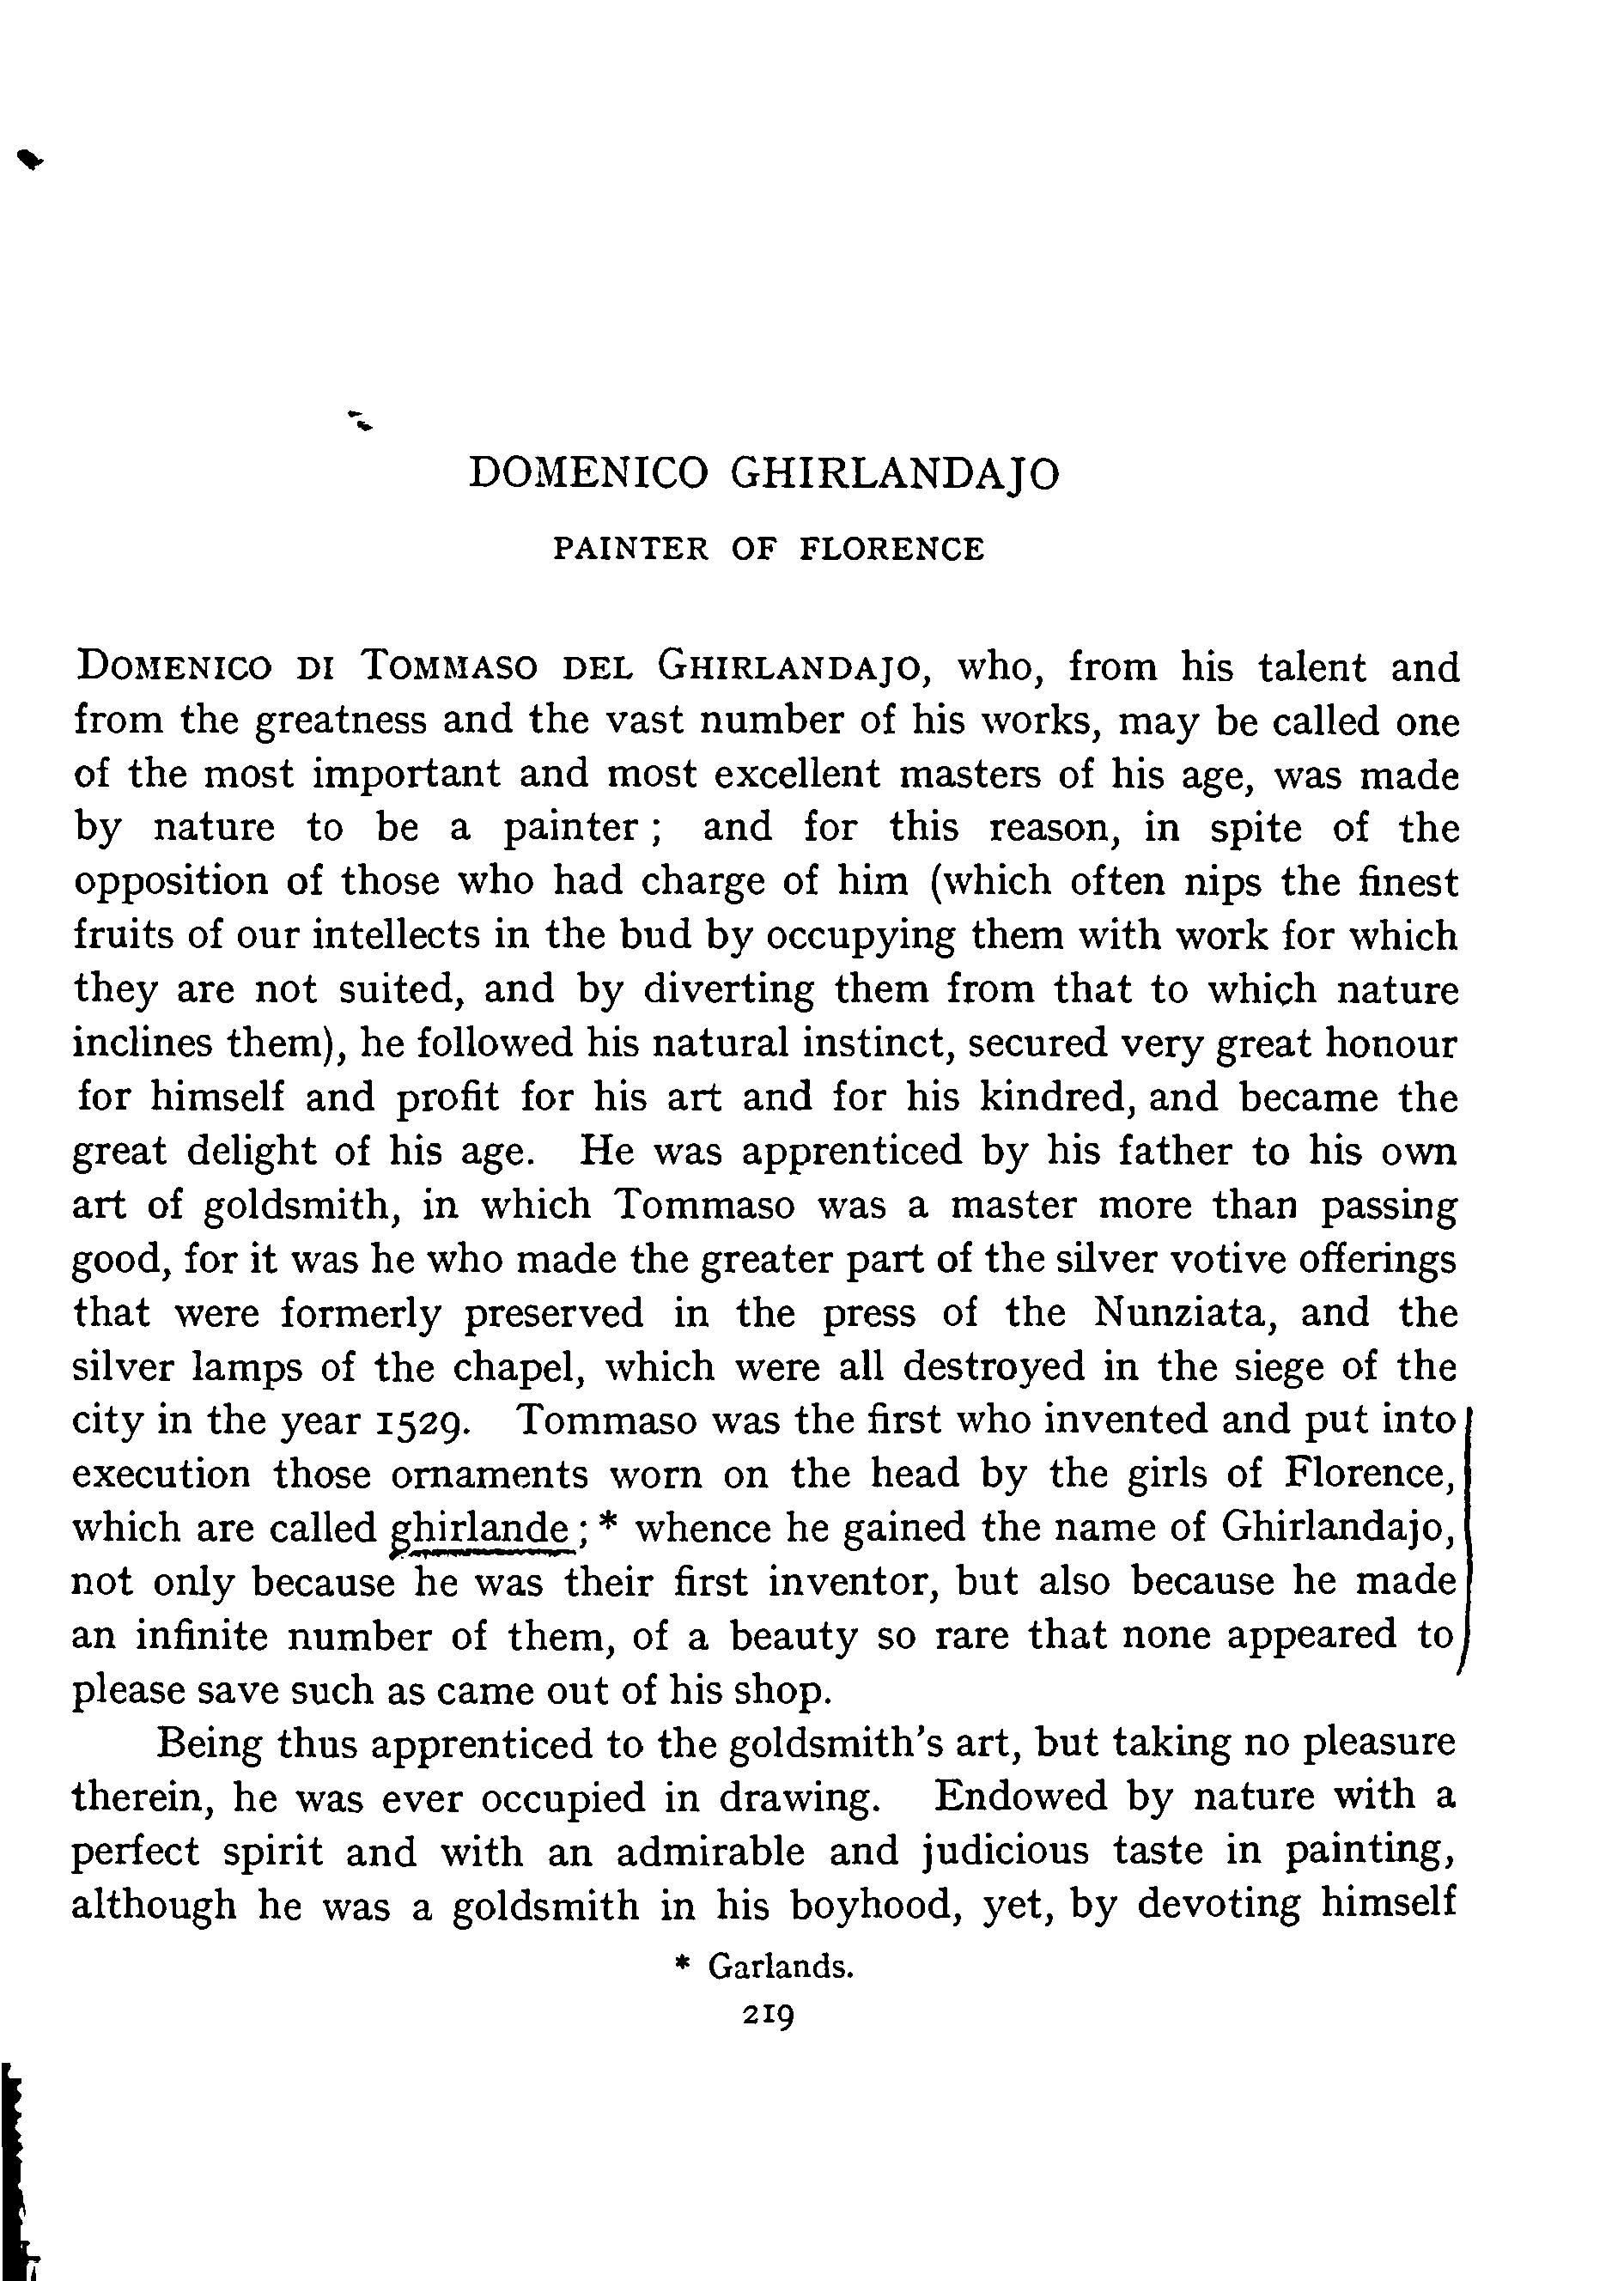 DOMENICO GHIRLANDAJO
PAINTER OF FLORENCE
DOMENICO DI TOMMASO DEL GHIRLANDAJO, who, from his talent and
from the greatness and the vast number of his works, may be called one
of the most important and most excellent masters of his age, was made
by nature to be a painter; and for this reason, in spite of the
opposition of those who had charge of him (which often nips the finest
fruits of our intellects in the bud by occupying them with work for which
they are not suited, and by diverting them from that to which nature
inclines them), he followed his natural instinct, secured very great honour
for himself and profit for his art and for his kindred, and became the
great delight of his age. He was apprenticed by his father to his own
art of goldsmith, in which Tommaso was a master more than passing
good, for it was he who made the greater part of the silver votive offerings
that were formerly preserved in the press of the Nunziata, and the
silver lamps of the chapel, which were all destroyed in the siege of the
city in the year 1529. Tommaso was the first who invented and put into
execution those ornaments worn on the head by the girls of Florence,
which are called ghirlande;* whence he gained the name of Ghirlandajo,
not only because he was their first inventor, but also because he made
an infinite number of them, of a beauty so rare that none appeared to
please save such as came out of his shop.
Being thus apprenticed to the goldsmith's art, but taking no pleasure
therein, he was ever occupied in drawing. Endowed by nature with a
perfect spirit and with an admirable and judicious taste in painting,
although he was a goldsmith in his boyhood, yet, by devoting himself
* Garlands.
219